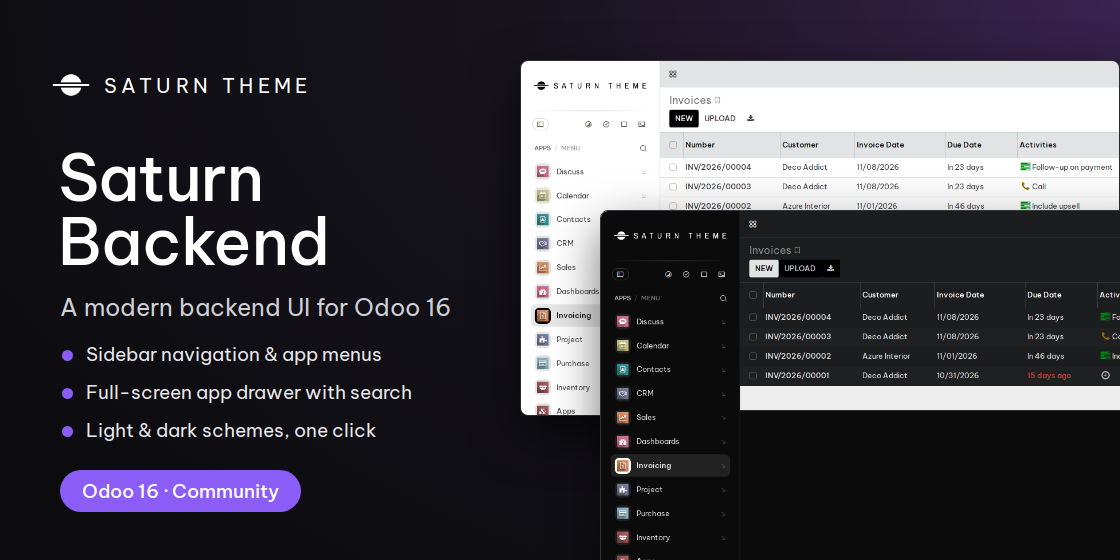 SATURN THEME
Saturn
Backend
A modern backend UI for Odoo 16
Sidebar navigation & app menus
Full-screen app drawer with search
Light & dark schemes, one click
Odoo 16 · Community
SATURN THEME
APPS / MENU
Discuss
Calendar
Contacts
CRM
Sales
Dashboards
Invoicing
Project
Purchase
Inventory
Apps
Invoices
NEW UPLOAD
Number Customer Invoice Date Due Date Activities
INV/2026/00004 Deco Addict 11/08/2026 In 23 days Follow-up on payment
INV/2026/00003 Deco Addict 11/08/2026 In 23 days Call
INV/2026/00002 Azure Interior 11/01/2026 In 46 days Include upsell
SATURN THEME
APPS / MENU
Discuss
Calendar
Contacts
CRM
Sales
Dashboards
Invoicing
Project
Purchase
Inventory
Invoices
NEW UPLOAD
Number Customer Invoice Date Due Date Activ
INV/2026/00004 Deco Addict 11/08/2026 In 23 days Fo
INV/2026/00003 Deco Addict 11/08/2026 In 23 days
INV/2026/00002 Azure Interior 11/01/2026 In 46 days
INV/2026/00001 Deco Addict 10/31/2026 15 days ago